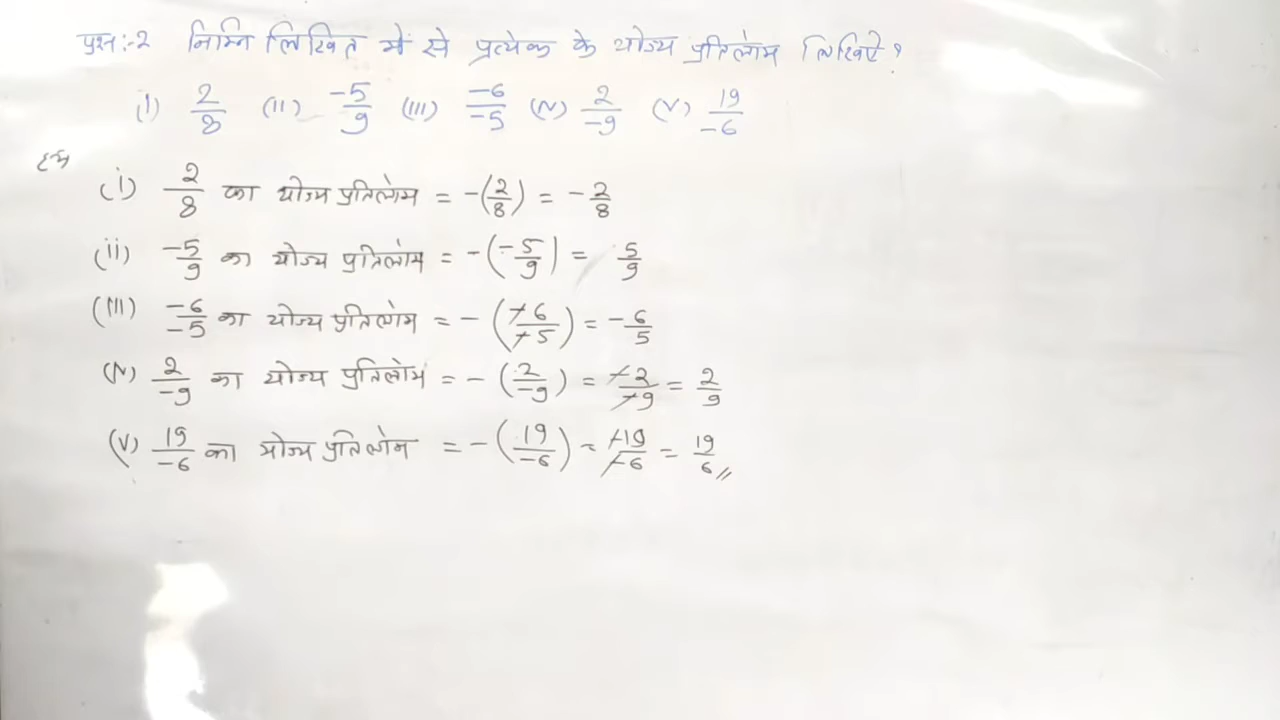 प्रश्न:-2 निम्नलिखित में से प्रत्येक के योज्य प्रतिलोम लिखिए?
(i) 2/8 (ii) -5/9 (iii) -6/-5 (iv) 2/-9 (v) 19/-6
हल
(i) 2/8 का योज्य प्रतिलोम = -(2/8) = -2/8
(ii) -5/9 का योज्य प्रतिलोम = -(-5/9) = 5/9
(iii) -6/-5 का योज्य प्रतिलोम = -(-6/-5) = -6/5
(iv) 2/-9 का योज्य प्रतिलोम = -(2/-9) = -2/-9 = 2/9
(v) 19/-6 का योज्य प्रतिलोम = -(19/-6) = -19/-6 = 19/6